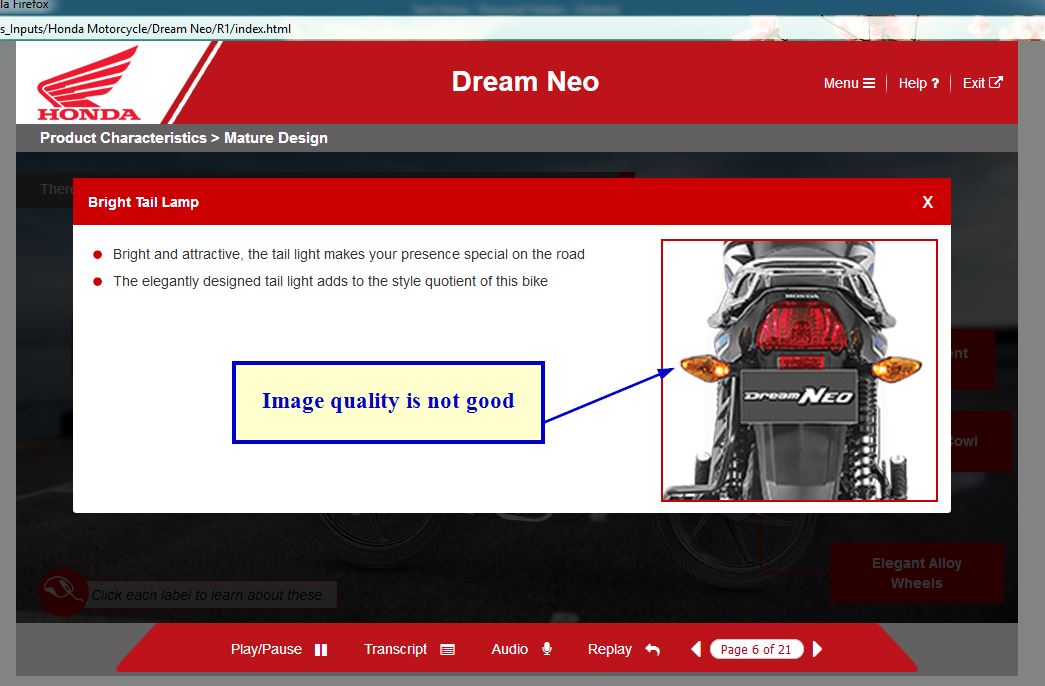 la Firefox
s_Inputs/Honda Motorcycle/Dream Neo/R1/index.html
HONDA
Dream Neo
Menu
Help ?
Exit
Product Characteristics > Mature Design
There
Bright Tail Lamp
X
Bright and attractive, the tail light makes your presence special on the road
The elegantly designed tail light adds to the style quotient of this bike
HONDA
Image quality is not good
Dream NEO
ent
owl
Elegant Alloy
Wheels
Click each label to learn about these.
Play/Pause
Transcript
Audio
Replay
Page 6 of 21